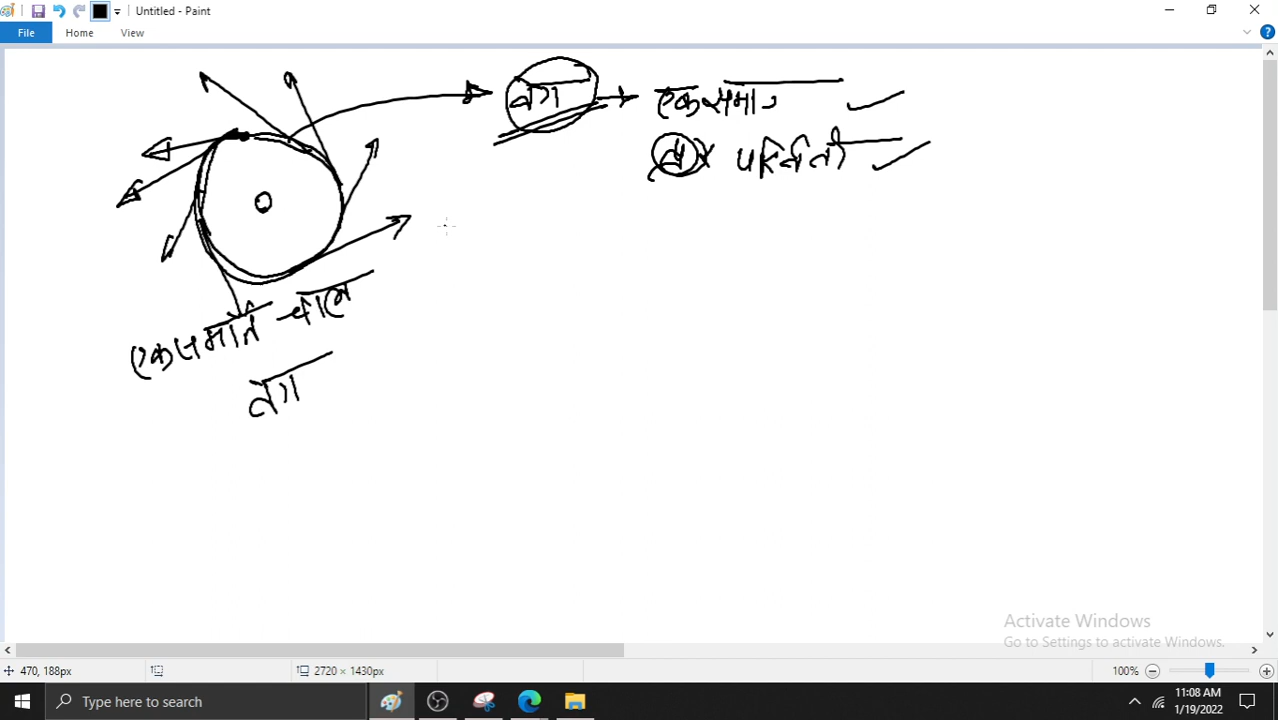 Untitled - Paint
File Home View
वेग → एकसमान
परिवर्ती
एकसमान
वेग
Activate Windows
Go to Settings to activate Windows.
470, 188px
2720 × 1430px
100%
Type here to search
11:08 AM
1/19/2022